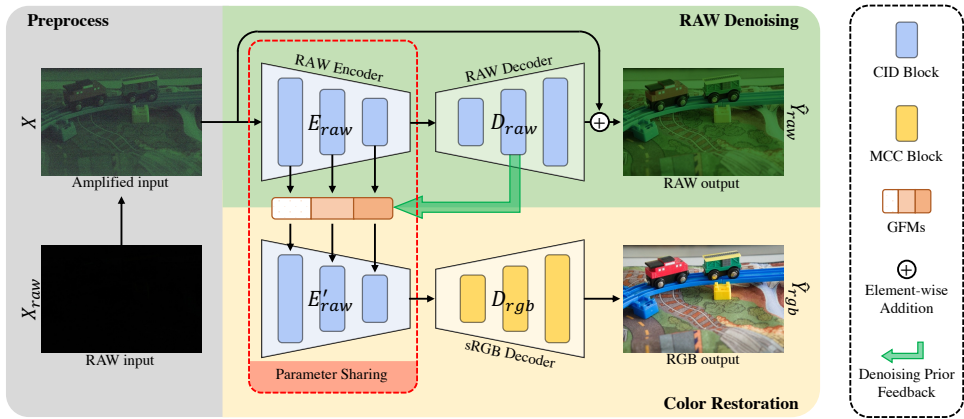 Preprocess
RAW Denoising
RAW Encoder
RAW Decoder
X
E_raw
D_raw
Ŷ_raw
Amplified input
RAW output
X_raw
E'_raw
D_rgb
Ŷ_rgb
RAW input
sRGB Decoder
RGB output
Parameter Sharing
Color Restoration
CID Block
MCC Block
GFMs
Element-wise
Addition
Denoising Prior
Feedback